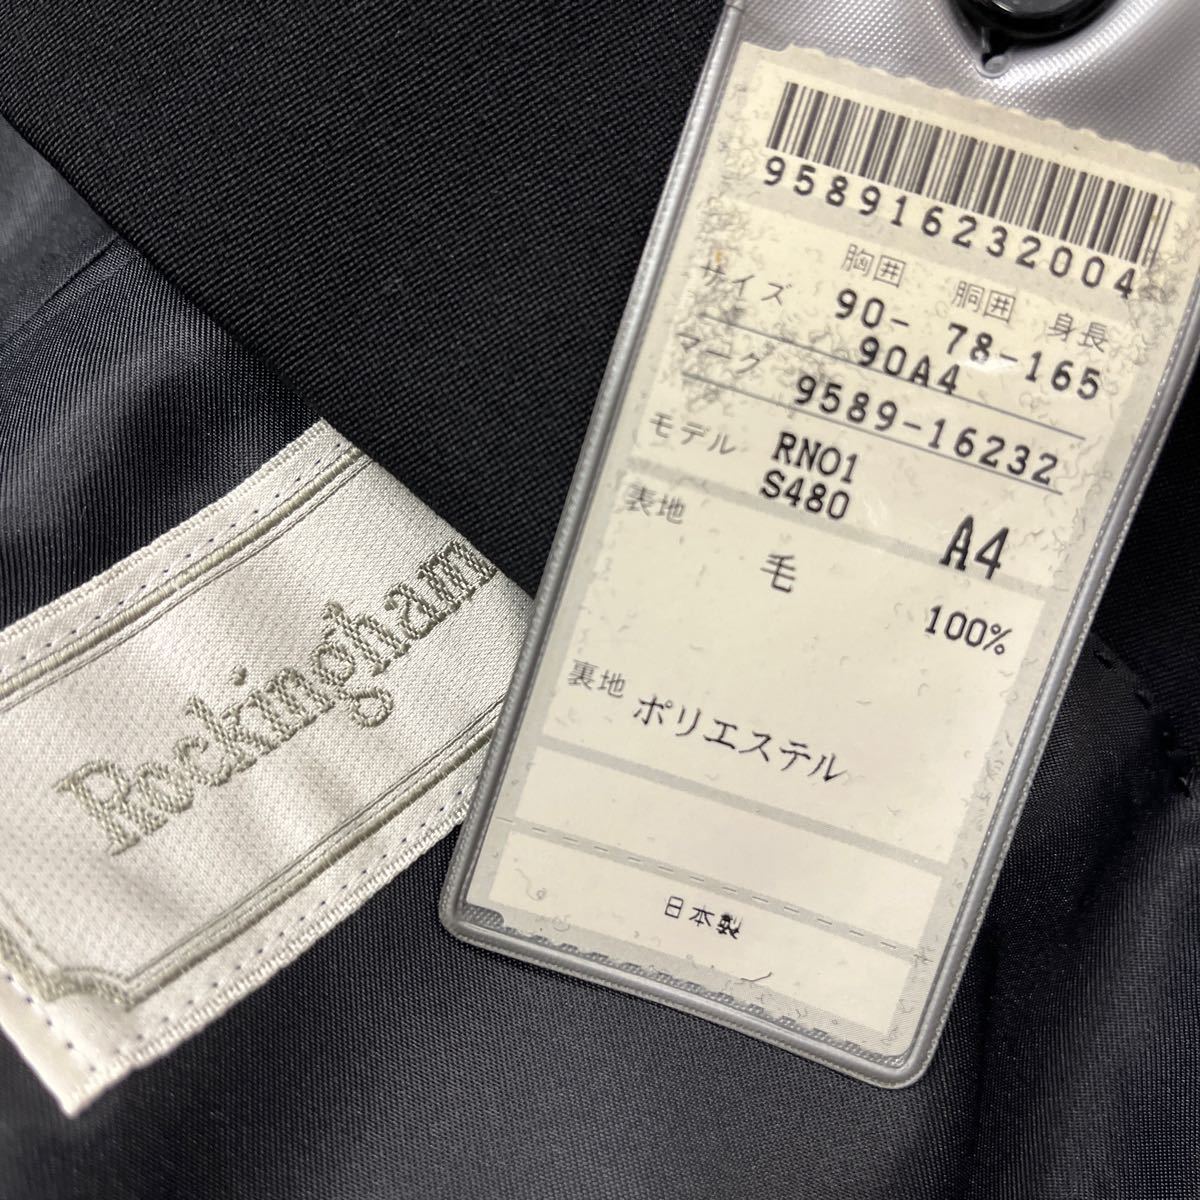 9589162320004
胸囲 胴囲 身長
サイズ 90- 78-165
90A4
マーク 9589-16232
モデル RN01
S480
A4
表地
毛 100%
裏地 ポリエステル
日本製
Rockingham